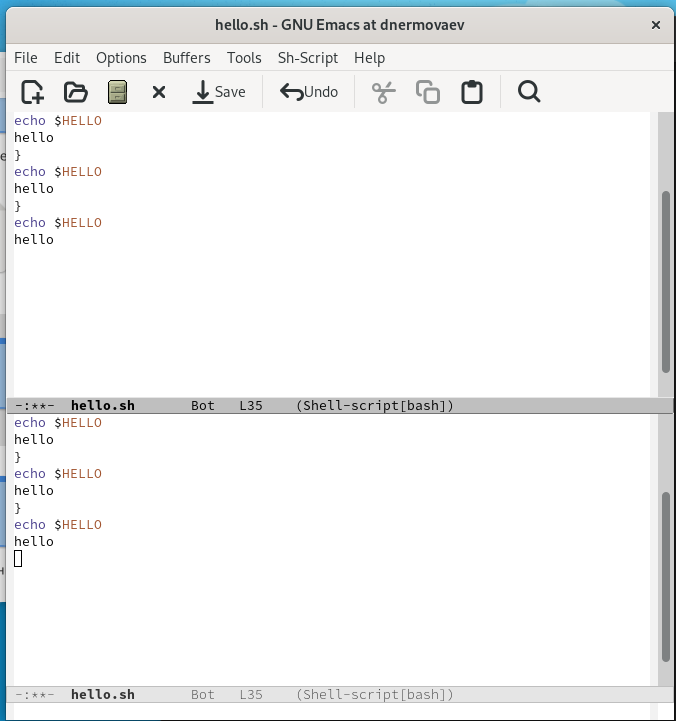 hello.sh - GNU Emacs at dnermovaev
File Edit Options Buffers Tools Sh-Script Help
Save Undo
echo $HELLO
hello
}
echo $HELLO
hello
}
echo $HELLO
hello
-:**- hello.sh Bot L35 (Shell-script[bash])
echo $HELLO
hello
}
echo $HELLO
hello
}
echo $HELLO
hello
-:**- hello.sh Bot L35 (Shell-script[bash])